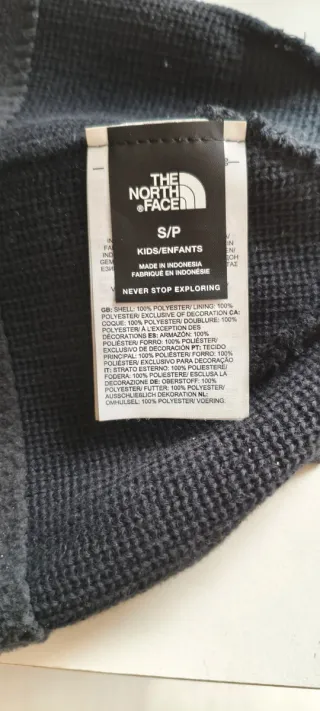 THE
NORTH
FACE
S/P
KIDS/ENFANTS
MADE IN INDONESIA
FABRIQUÉ EN INDONÉSIE
NEVER STOP EXPLORING
GB: SHELL: 100% POLYESTER/ LINING: 100%
POLYESTER/ EXCLUSIVE OF DECORATION CA:
COQUE: 100% POLYESTER/ DOUBLURE: 100%
POLYESTER/ À L'EXCEPTION DES
DÉCORATIONS ES: ARMAZÓN: 100%
POLIÉSTER/ FORRO: 100% POLIÉSTER/
EXCLUSIVO DE DECORACIÓN PT: TECIDO
PRINCIPAL: 100% POLIÉSTER/ FORRO: 100%
POLIÉSTER/ EXCLUSIVO PARA DECORAÇÃO
IT: STRATO ESTERNO: 100% POLIESTERE/
FODERA: 100% POLIESTERE/ ESCLUSA LA
DECORAZIONE DE: OBERSTOFF: 100%
POLYESTER/ FUTTER: 100% POLYESTER/
AUSSCHLIEßLICH DEKORATION NL:
OMHULSEL: 100% POLYESTER/ VOERING: